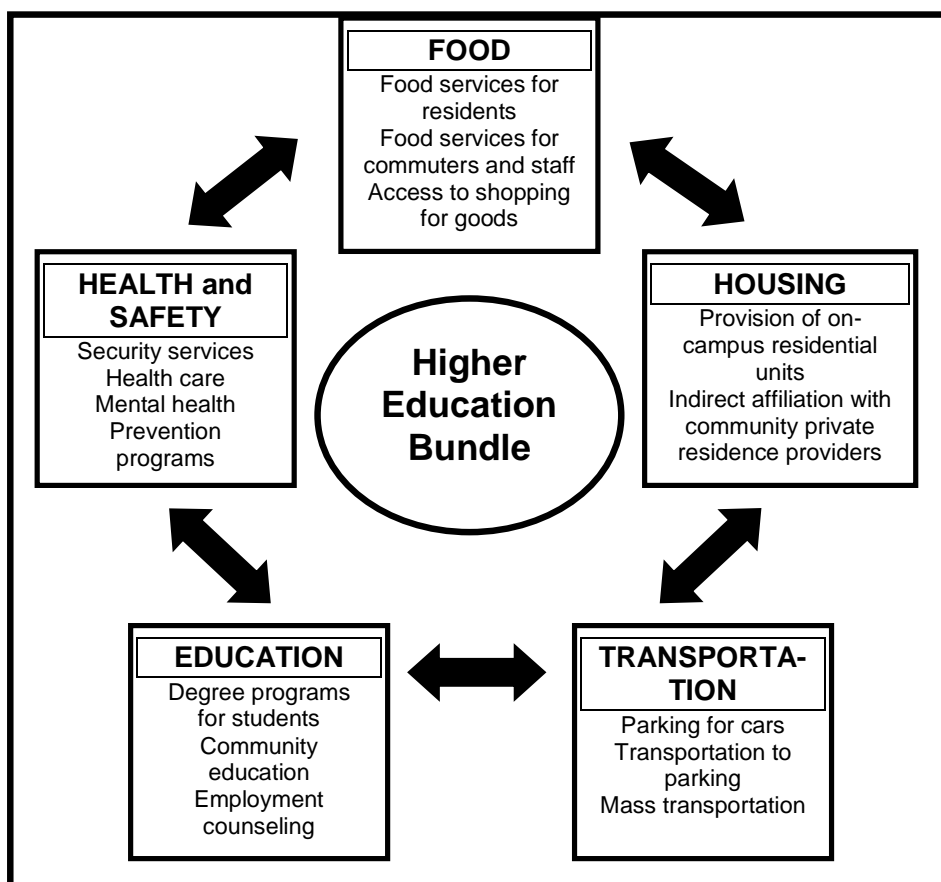 FOOD
Food services for
residents
Food services for
commuters and staff
Access to shopping
for goods
HEALTH and
SAFETY
Security services
Health care
Mental health
Prevention
programs
Higher
Education
Bundle
HOUSING
Provision of on-
campus residential
units
Indirect affiliation with
community private
residence providers
EDUCATION
Degree programs
for students
Community
education
Employment
counseling
TRANSPORTA-
TION
Parking for cars
Transportation to
parking
Mass transportation